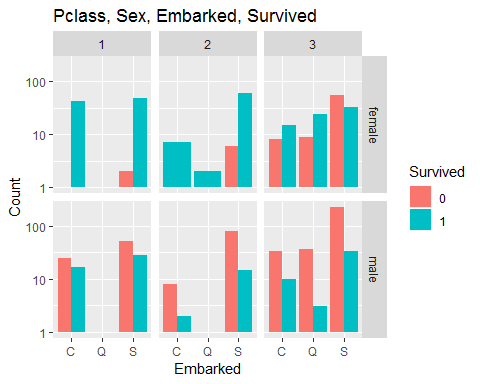 Pclass, Sex, Embarked, Survived
1 2 3
100
10
1
female
100
10
1
male
Count
C Q S C Q S C Q S
Embarked
Survived
0
1